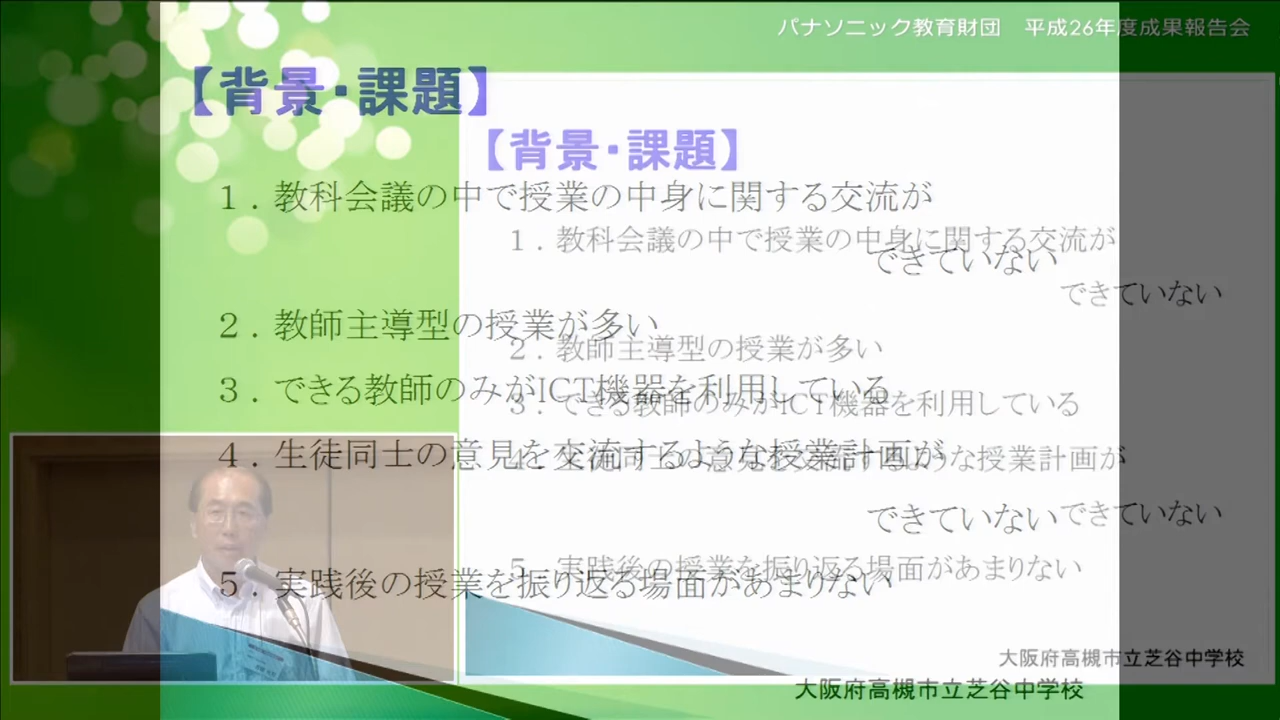 パナソニック教育財団 平成26年度成果報告会
【背景・課題】
１．教科会議の中で授業の中身に関する交流が
できていない
２．教師主導型の授業が多い
３．できる教師のみがICT機器を利用している
４．生徒同士の意見を交流するような授業計画が
できていない
５．実践後の授業を振り返る場面があまりない
大阪府高槻市立芝谷中学校
【背景・課題】
１．教科会議の中で授業の中身に関する交流が
できていない
２．教師主導型の授業が多い
３．できる教師のみがICT機器を利用している
４．生徒同士の意見を交流するような授業計画が
できていない
５．実践後の授業を振り返る場面があまりない
大阪府高槻市立芝谷中学校